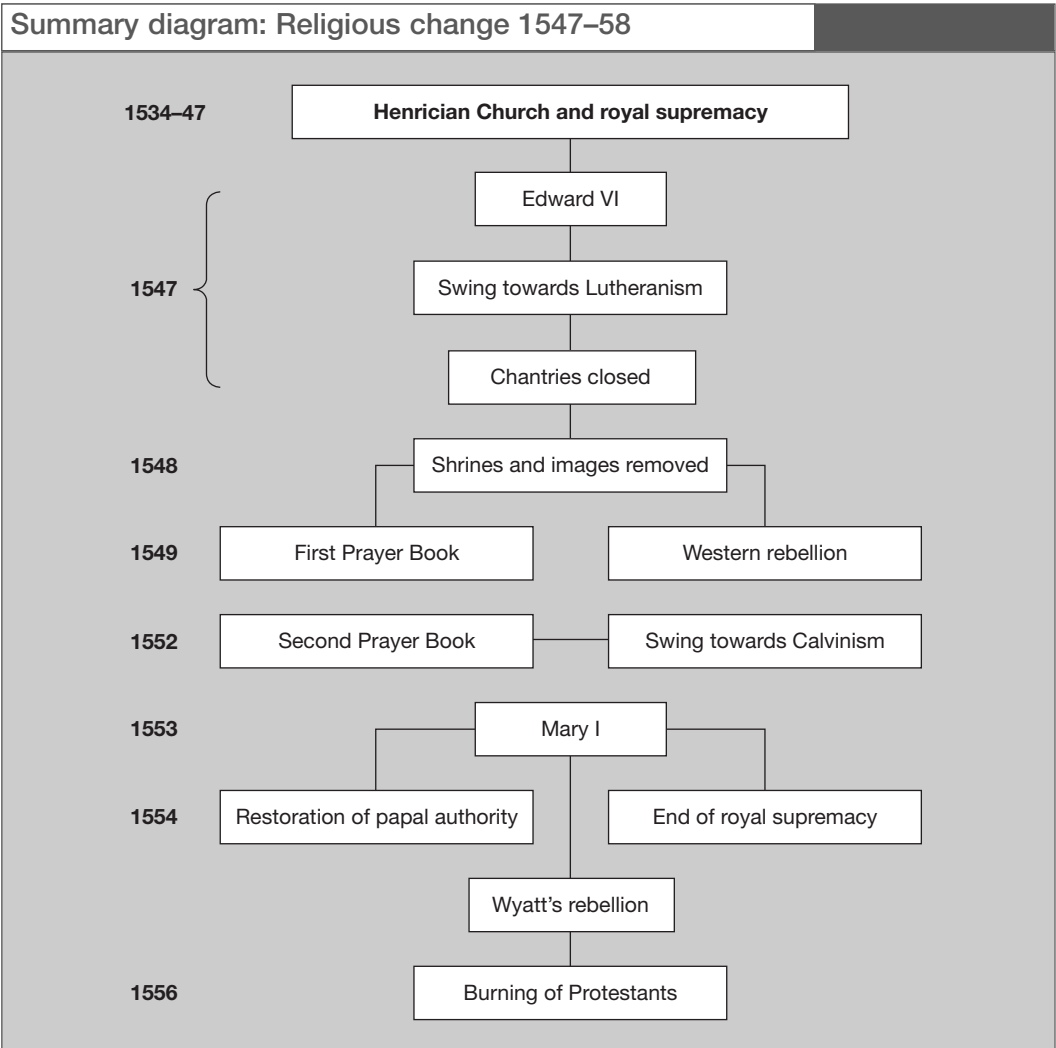 Summary diagram: Religious change 1547–58
1534–47
Henrician Church and royal supremacy
Edward VI
1547
Swing towards Lutheranism
Chantries closed
1548
Shrines and images removed
1549
First Prayer Book
Western rebellion
1552
Second Prayer Book
Swing towards Calvinism
1553
Mary I
1554
Restoration of papal authority
End of royal supremacy
Wyatt’s rebellion
1556
Burning of Protestants